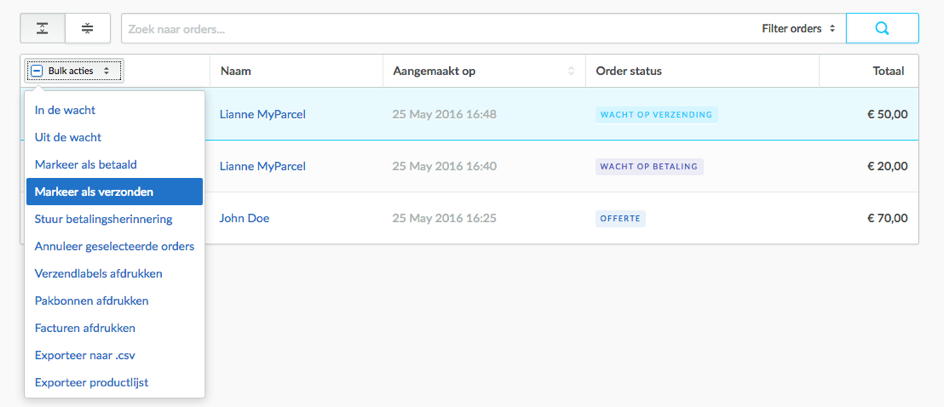 Zoek naar orders...
Filter orders
Bulk acties
Naam
Aangemaakt op
Order status
Totaal
In de wacht
Uit de wacht
Markeer als betaald
Markeer als verzonden
Stuur betalingsherinnering
Annuleer geselecteerde orders
Verzendlabels afdrukken
Pakbonnen afdrukken
Facturen afdrukken
Exporteer naar .csv
Exporteer productlijst
Lianne MyParcel
25 May 2016 16:48
WACHT OP VERZENDING
€ 50,00
Lianne MyParcel
25 May 2016 16:40
WACHT OP BETALING
€ 20,00
John Doe
25 May 2016 16:25
OFFERTE
€ 70,00